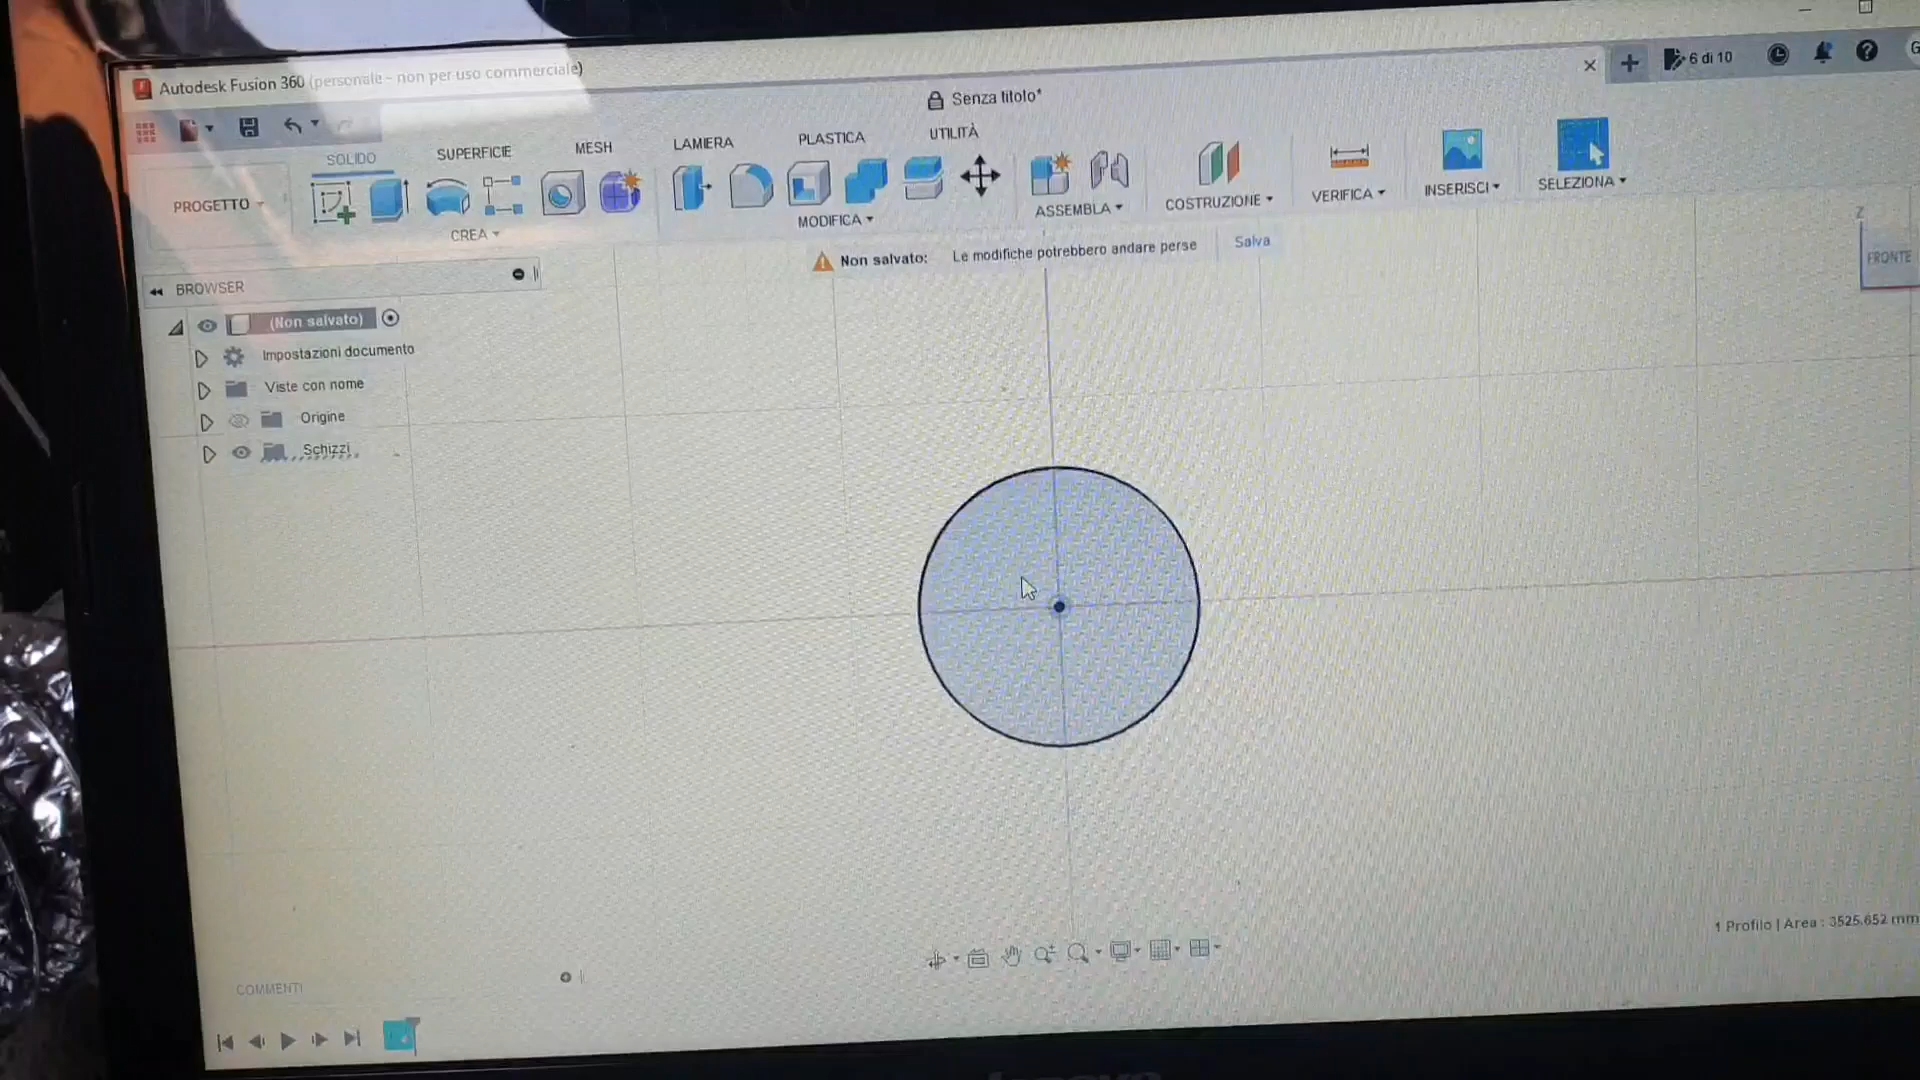 Autodesk Fusion 360 (personale - non per uso commerciale)
6 di 10
Senza titolo*
SOLIDO
SUPERFICIE
MESH
LAMIERA
PLASTICA
UTILITÀ
PROGETTO
CREA
MODIFICA
ASSEMBLA
COSTRUZIONE
VERIFICA
INSERISCI
SELEZIONA
Non salvato: Le modifiche potrebbero andare perse Salva
Z
FRONTE
BROWSER
(Non salvato)
Impostazioni documento
Viste con nome
Origine
Schizzi
1 Profilo | Area : 3525.652 mm
COMMENTI